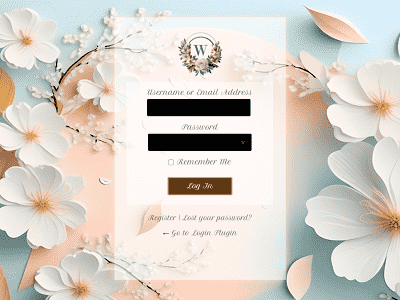 W
Username or Email Address
Password
Remember Me
Log In
Register | Lost your password?
← Go to Login Plugin